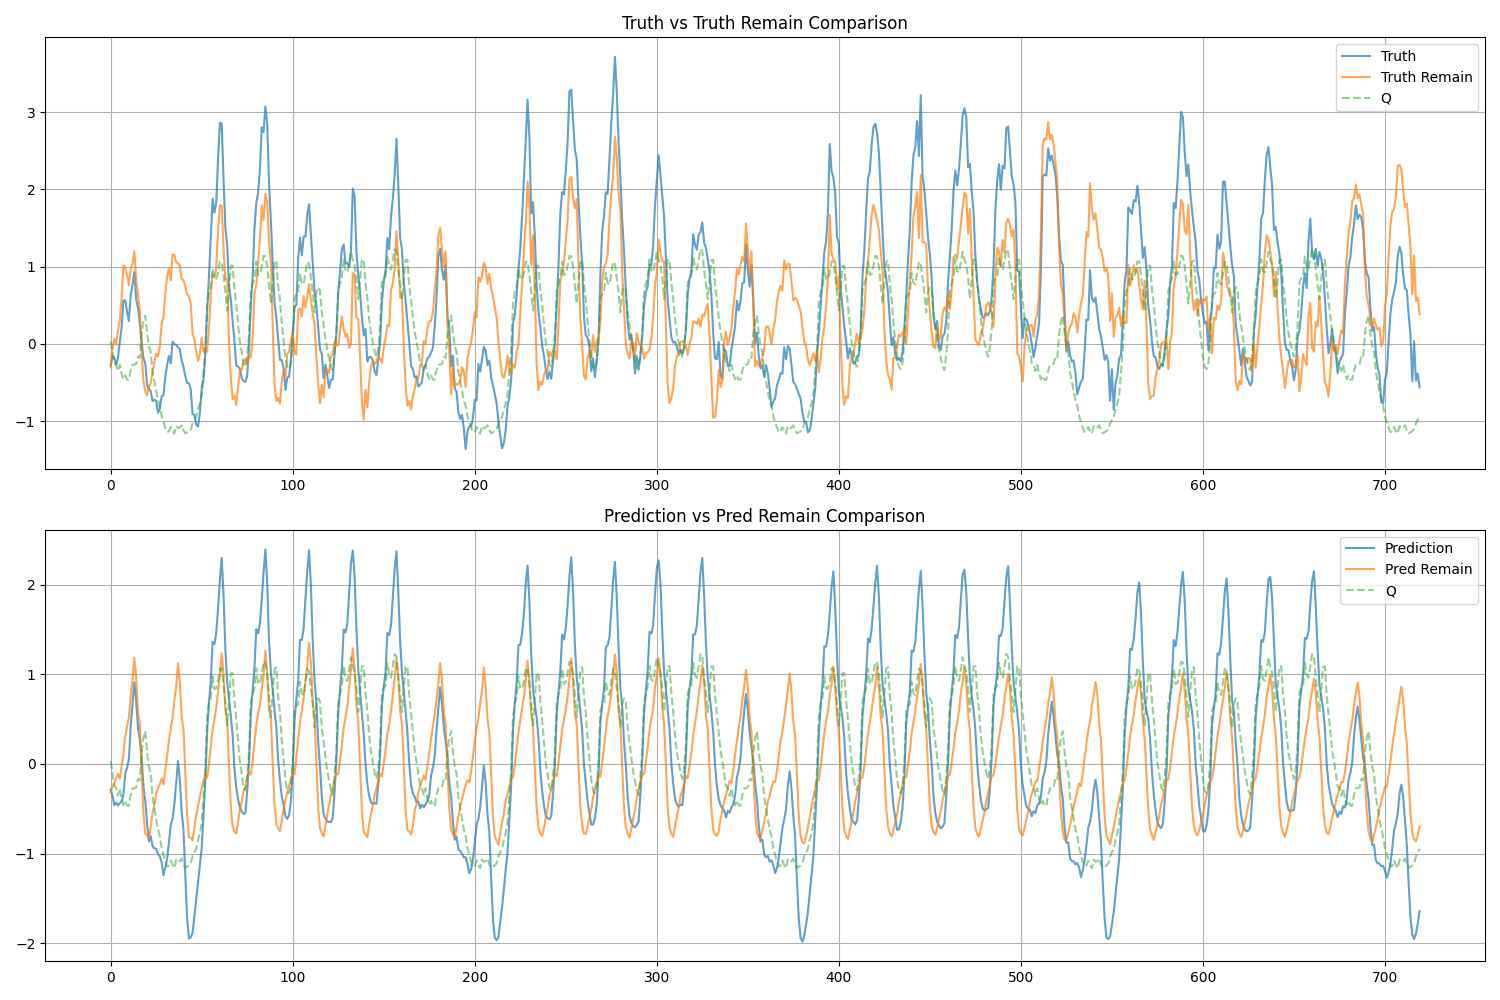 Truth vs Truth Remain Comparison
Truth
Truth Remain
Q
3
2
1
0
−1
0 100 200 300 400 500 600 700
Prediction vs Pred Remain Comparison
Prediction
Pred Remain
Q
2
1
0
−1
−2
0 100 200 300 400 500 600 700